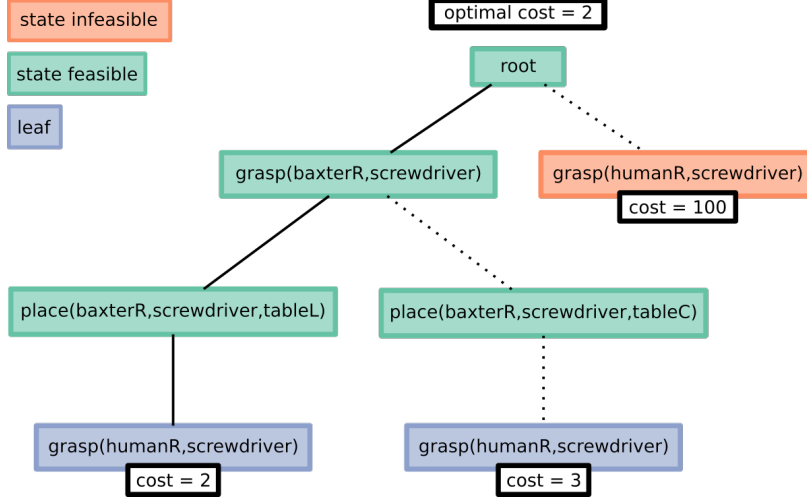 state infeasible
optimal cost = 2
state feasible
root
leaf
grasp(baxterR,screwdriver)
grasp(humanR,screwdriver)
cost = 100
place(baxterR,screwdriver,tableL)
place(baxterR,screwdriver,tableC)
grasp(humanR,screwdriver)
cost = 2
grasp(humanR,screwdriver)
cost = 3